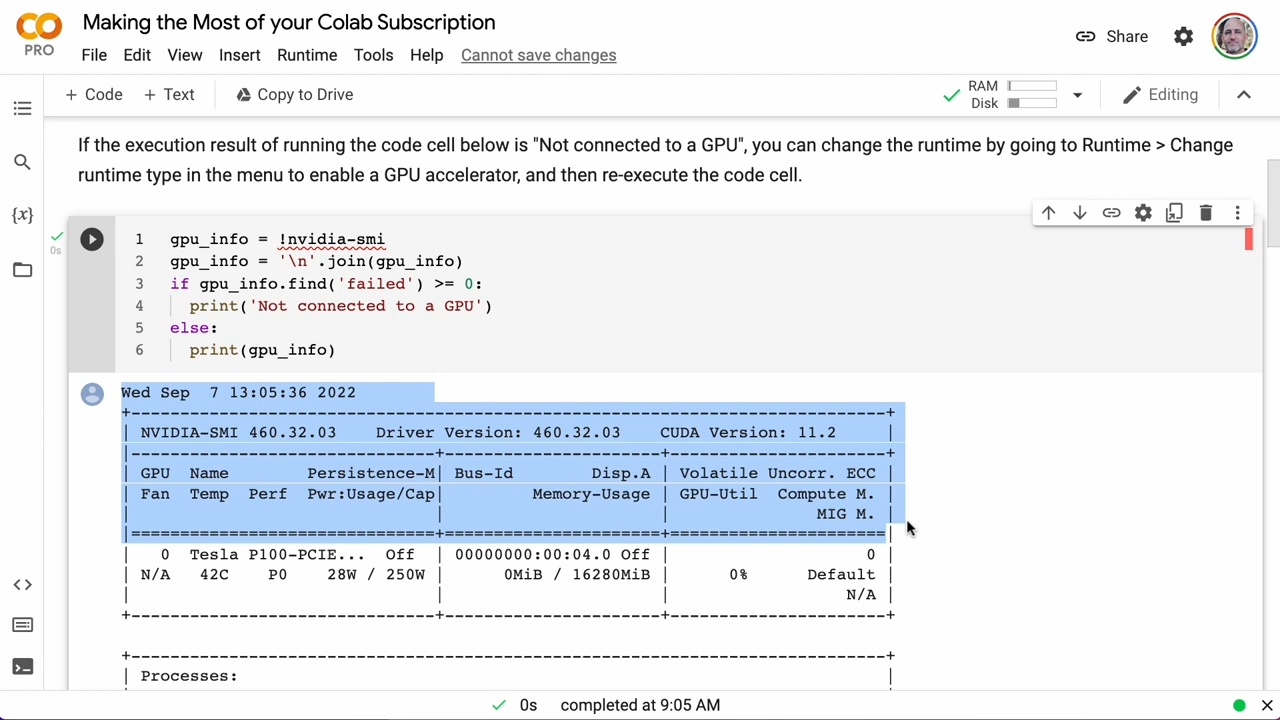 Making the Most of your Colab Subscription
PRO
File Edit View Insert Runtime Tools Help Cannot save changes
Share
+ Code + Text Copy to Drive
RAM
Disk
Editing
If the execution result of running the code cell below is "Not connected to a GPU", you can change the runtime by going to Runtime > Change
runtime type in the menu to enable a GPU accelerator, and then re-execute the code cell.
{x}
0s
1 gpu_info = !nvidia-smi
2 gpu_info = '\n'.join(gpu_info)
3 if gpu_info.find('failed') >= 0:
4   print('Not connected to a GPU')
5 else:
6   print(gpu_info)
Wed Sep  7 13:05:36 2022
+-----------------------------------------------------------------------------+
| NVIDIA-SMI 460.32.03    Driver Version: 460.32.03    CUDA Version: 11.2     |
|-------------------------------+----------------------+----------------------+
| GPU  Name        Persistence-M| Bus-Id        Disp.A | Volatile Uncorr. ECC |
| Fan  Temp  Perf  Pwr:Usage/Cap|         Memory-Usage | GPU-Util  Compute M. |
|                               |                      |               MIG M. |
|===============================+======================+======================|
|   0  Tesla P100-PCIE...  Off  | 00000000:00:04.0 Off |                    0 |
| N/A   42C    P0    28W / 250W |      0MiB / 16280MiB |      0%      Default |
|                               |                      |                  N/A |
+-------------------------------+----------------------+----------------------+
+-----------------------------------------------------------------------------+
| Processes:                                                                  |
0s completed at 9:05 AM